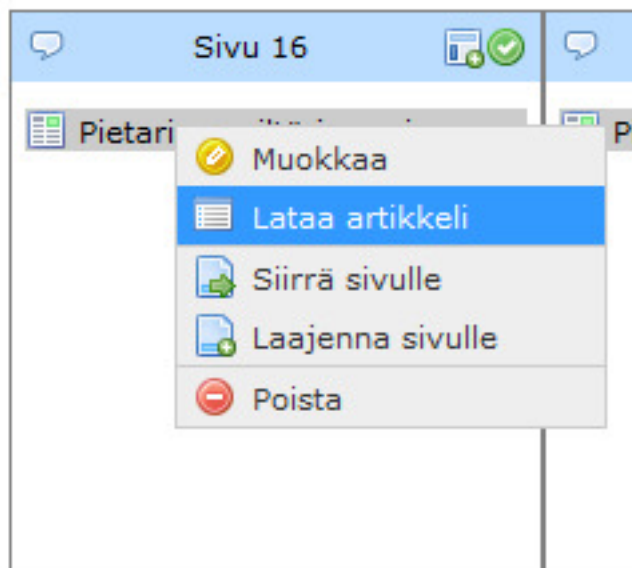 Sivu 16
Pietari
P
Muokkaa
Lataa artikkeli
Siirrä sivulle
Laajenna sivulle
Poista